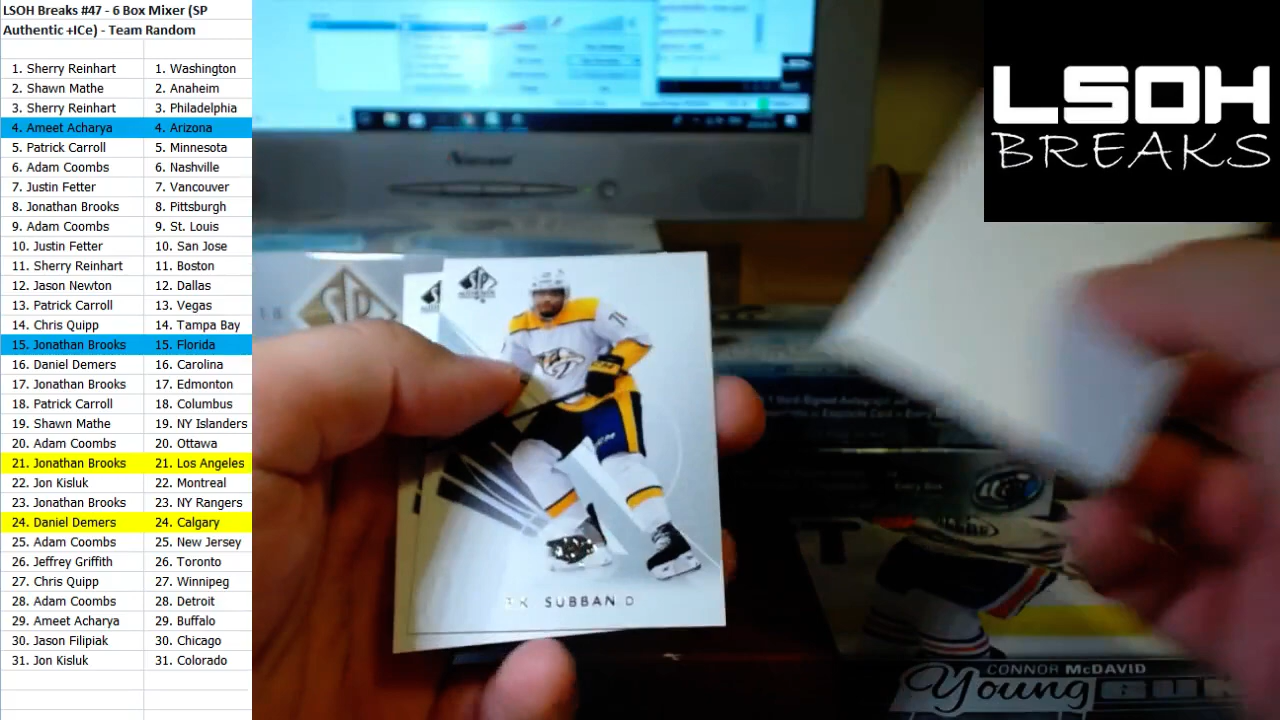 LSOH Breaks #47 - 6 Box Mixer (SP
Authentic +ICe) - Team Random
1. Sherry Reinhart 1. Washington
2. Shawn Mathe 2. Anaheim
3. Sherry Reinhart 3. Philadelphia
4. Ameet Acharya 4. Arizona
5. Patrick Carroll 5. Minnesota
6. Adam Coombs 6. Nashville
7. Justin Fetter 7. Vancouver
8. Jonathan Brooks 8. Pittsburgh
9. Adam Coombs 9. St. Louis
10. Justin Fetter 10. San Jose
11. Sherry Reinhart 11. Boston
12. Jason Newton 12. Dallas
13. Patrick Carroll 13. Vegas
14. Chris Quipp 14. Tampa Bay
15. Jonathan Brooks 15. Florida
16. Daniel Demers 16. Carolina
17. Jonathan Brooks 17. Edmonton
18. Patrick Carroll 18. Columbus
19. Shawn Mathe 19. NY Islanders
20. Adam Coombs 20. Ottawa
21. Jonathan Brooks 21. Los Angeles
22. Jon Kisluk 22. Montreal
23. Jonathan Brooks 23. NY Rangers
24. Daniel Demers 24. Calgary
25. Adam Coombs 25. New Jersey
26. Jeffrey Griffith 26. Toronto
27. Chris Quipp 27. Winnipeg
28. Adam Coombs 28. Detroit
29. Ameet Acharya 29. Buffalo
30. Jason Filipiak 30. Chicago
31. Jon Kisluk 31. Colorado
LSOH
BREAKS
SP
SP
AUTHENTIC
SUBBAN D
Every Box
CONNOR McDAVID
Young GUN